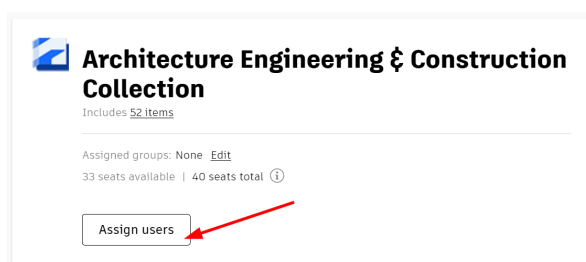 Architecture Engineering & Construction
Collection
Includes 52 items
Assigned groups: None Edit
33 seats available | 40 seats total
Assign users